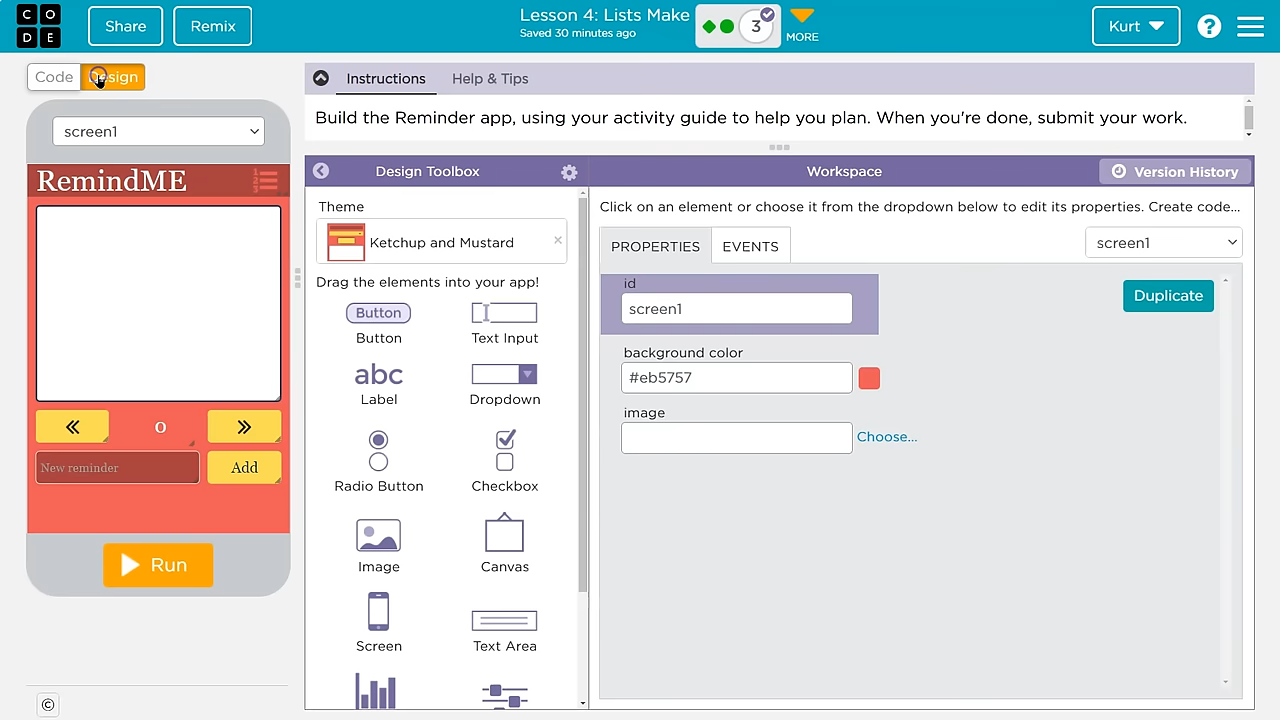 C O
D E
Share
Remix
Lesson 4: Lists Make
Saved 30 minutes ago
3
MORE
Kurt
?
Code
Design
Instructions
Help & Tips
Build the Reminder app, using your activity guide to help you plan. When you're done, submit your work.
screen1
RemindME
1
2
3
«
0
»
New reminder
Add
Run
©
Design Toolbox
Workspace
Version History
Theme
Ketchup and Mustard
×
Drag the elements into your app!
Button
Button
Text Input
abc
Label
Dropdown
Radio Button
Checkbox
Image
Canvas
Screen
Text Area
Click on an element or choose it from the dropdown below to edit its properties. Create code...
PROPERTIES
EVENTS
screen1
id
screen1
Duplicate
background color
#eb5757
image
Choose...